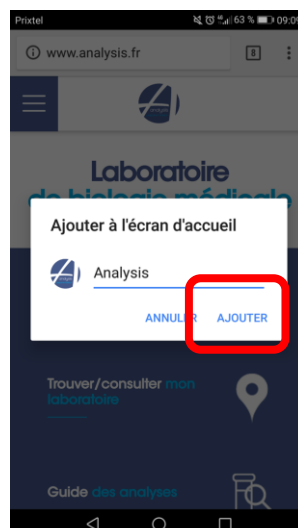 Prixtel 63 % 09:09
www.analysis.fr 8
Laboratoire
de biologie médicale
Ajouter à l'écran d'accueil
Analysis
ANNULER AJOUTER
Trouver/consulter mon
laboratoire
Guide des analyses